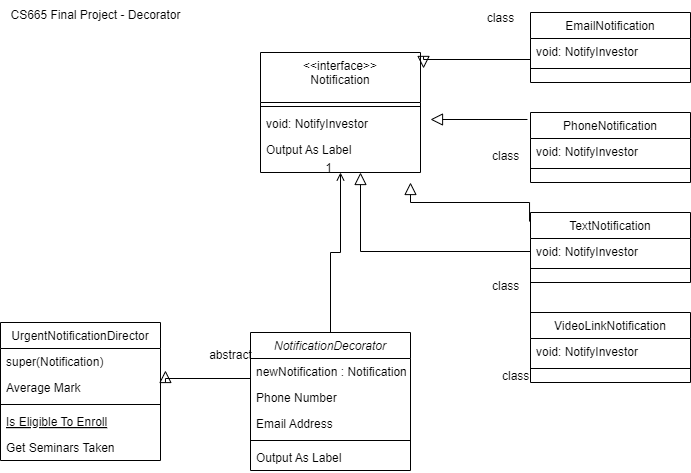 CS665 Final Project - Decorator
class
EmailNotification
void: NotifyInvestor
<<interface>>
Notification
void: NotifyInvestor
Output As Label
1
PhoneNotification
void: NotifyInvestor
class
TextNotification
void: NotifyInvestor
class
VideoLinkNotification
void: NotifyInvestor
class
UrgentNotificationDirector
super(Notification)
Average Mark
Is Eligible To Enroll
Get Seminars Taken
abstract
NotificationDecorator
newNotification : Notification
Phone Number
Email Address
Output As Label